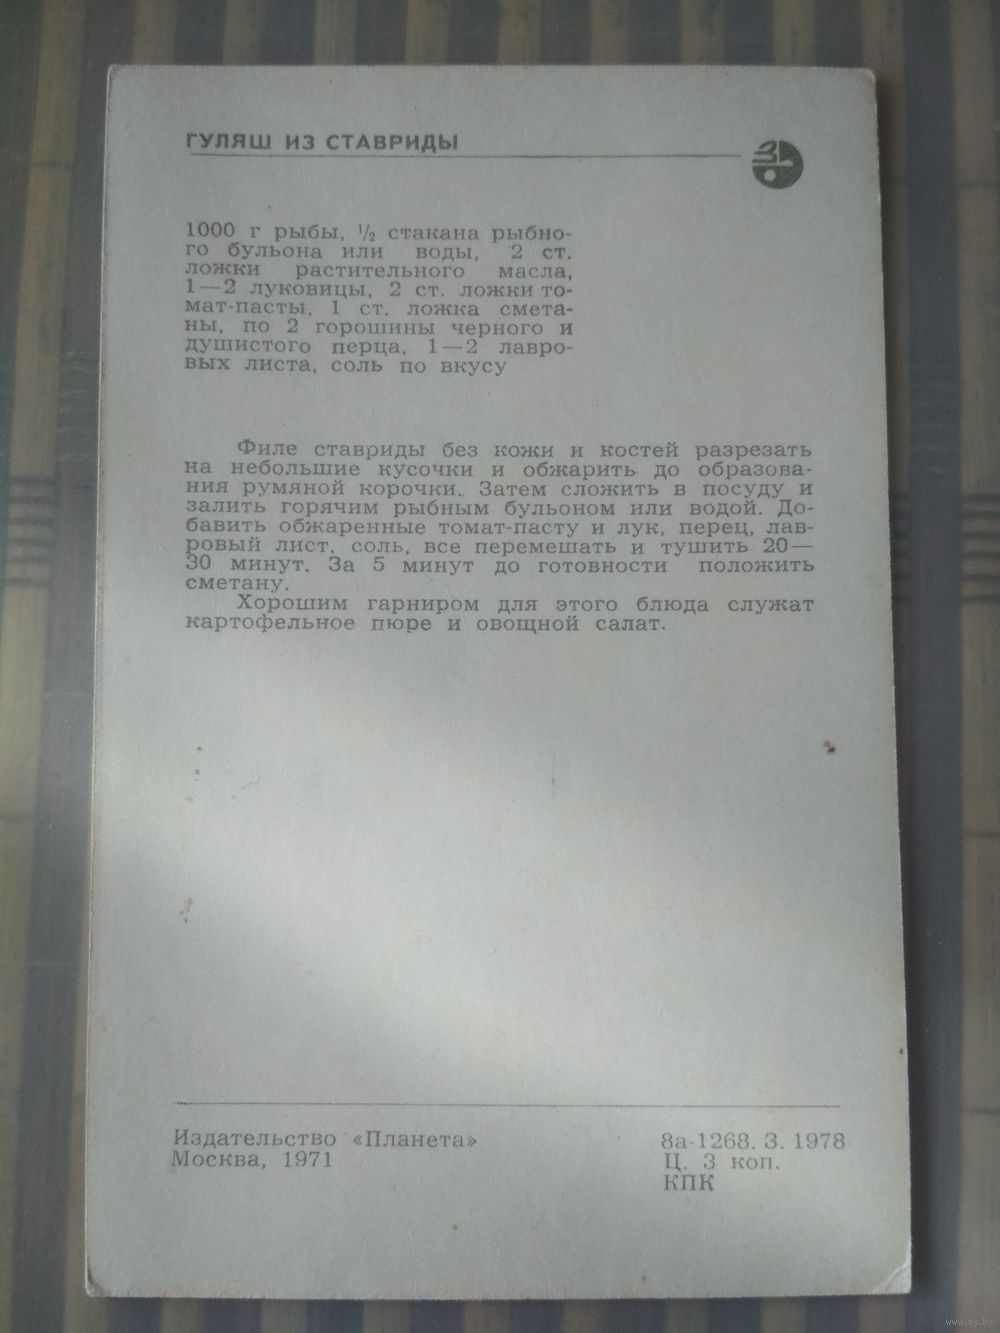 ГУЛЯШ ИЗ СТАВРИДЫ
1000 г рыбы, 1/2 стакана рыбно-
го бульона или воды, 2 ст.
ложки растительного масла,
1—2 луковицы, 2 ст. ложки то-
мат-пасты, 1 ст. ложка смета-
ны, по 2 горошины черного и
душистого перца, 1—2 лавро-
вых листа, соль по вкусу
Филе ставриды без кожи и костей разрезать
на небольшие кусочки и обжарить до образова-
ния румяной корочки. Затем сложить в посуду и
залить горячим рыбным бульоном или водой. До-
бавить обжаренные томат-пасту и лук, перец, лав-
ровый лист, соль, все перемешать и тушить 20—
30 минут. За 5 минут до готовности положить
сметану.
Хорошим гарниром для этого блюда служат
картофельное пюре и овощной салат.
Издательство «Планета»
Москва, 1971
8а-1268. З. 1978
Ц. 3 коп.
КПК
www.ay.by